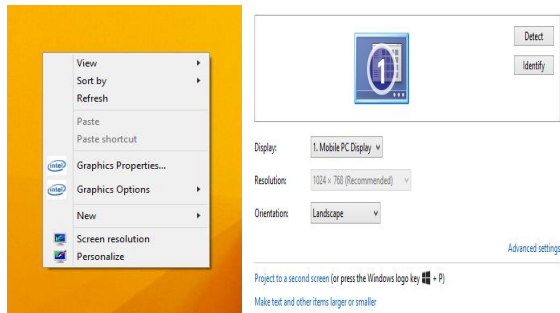 View
Sort by
Refresh
Paste
Paste shortcut
intel
Graphics Properties...
intel
Graphics Options
New
Screen resolution
Personalize
1
Detect
Identify
Display:
1. Mobile PC Display
Resolution:
1024 × 768 (Recommended)
Orientation:
Landscape
Advanced settings
Project to a second screen (or press the Windows logo key + P)
Make text and other items larger or smaller